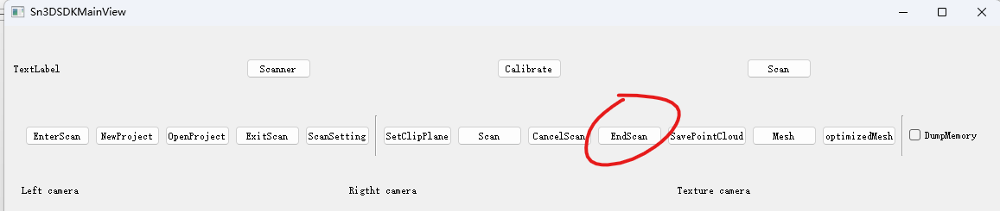 Sn3DSDKMainView
TextLabel Scanner Calibrate Scan
EnterScan NewProject OpenProject ExitScan ScanSetting SetClipPlane Scan CancelScan EndScan SavePointCloud Mesh optimizedMesh DumpMemory
Left camera Rigtht camera Texture camera